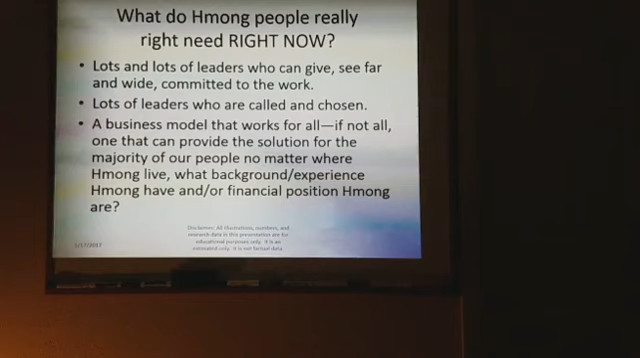 What do Hmong people really
right need RIGHT NOW?
• Lots and lots of leaders who can give, see far
and wide, committed to the work.
• Lots of leaders who are called and chosen.
• A business model that works for all—if not all,
one that can provide the solution for the
majority of our people no matter where
Hmong live, what background/experience
Hmong have and/or financial position Hmong
are?
Disclaimer: All illustrations, numbers, and
research data in this presentation are for
educational purposes only. It is an
estimated only. It is not factual data.
1/17/2017